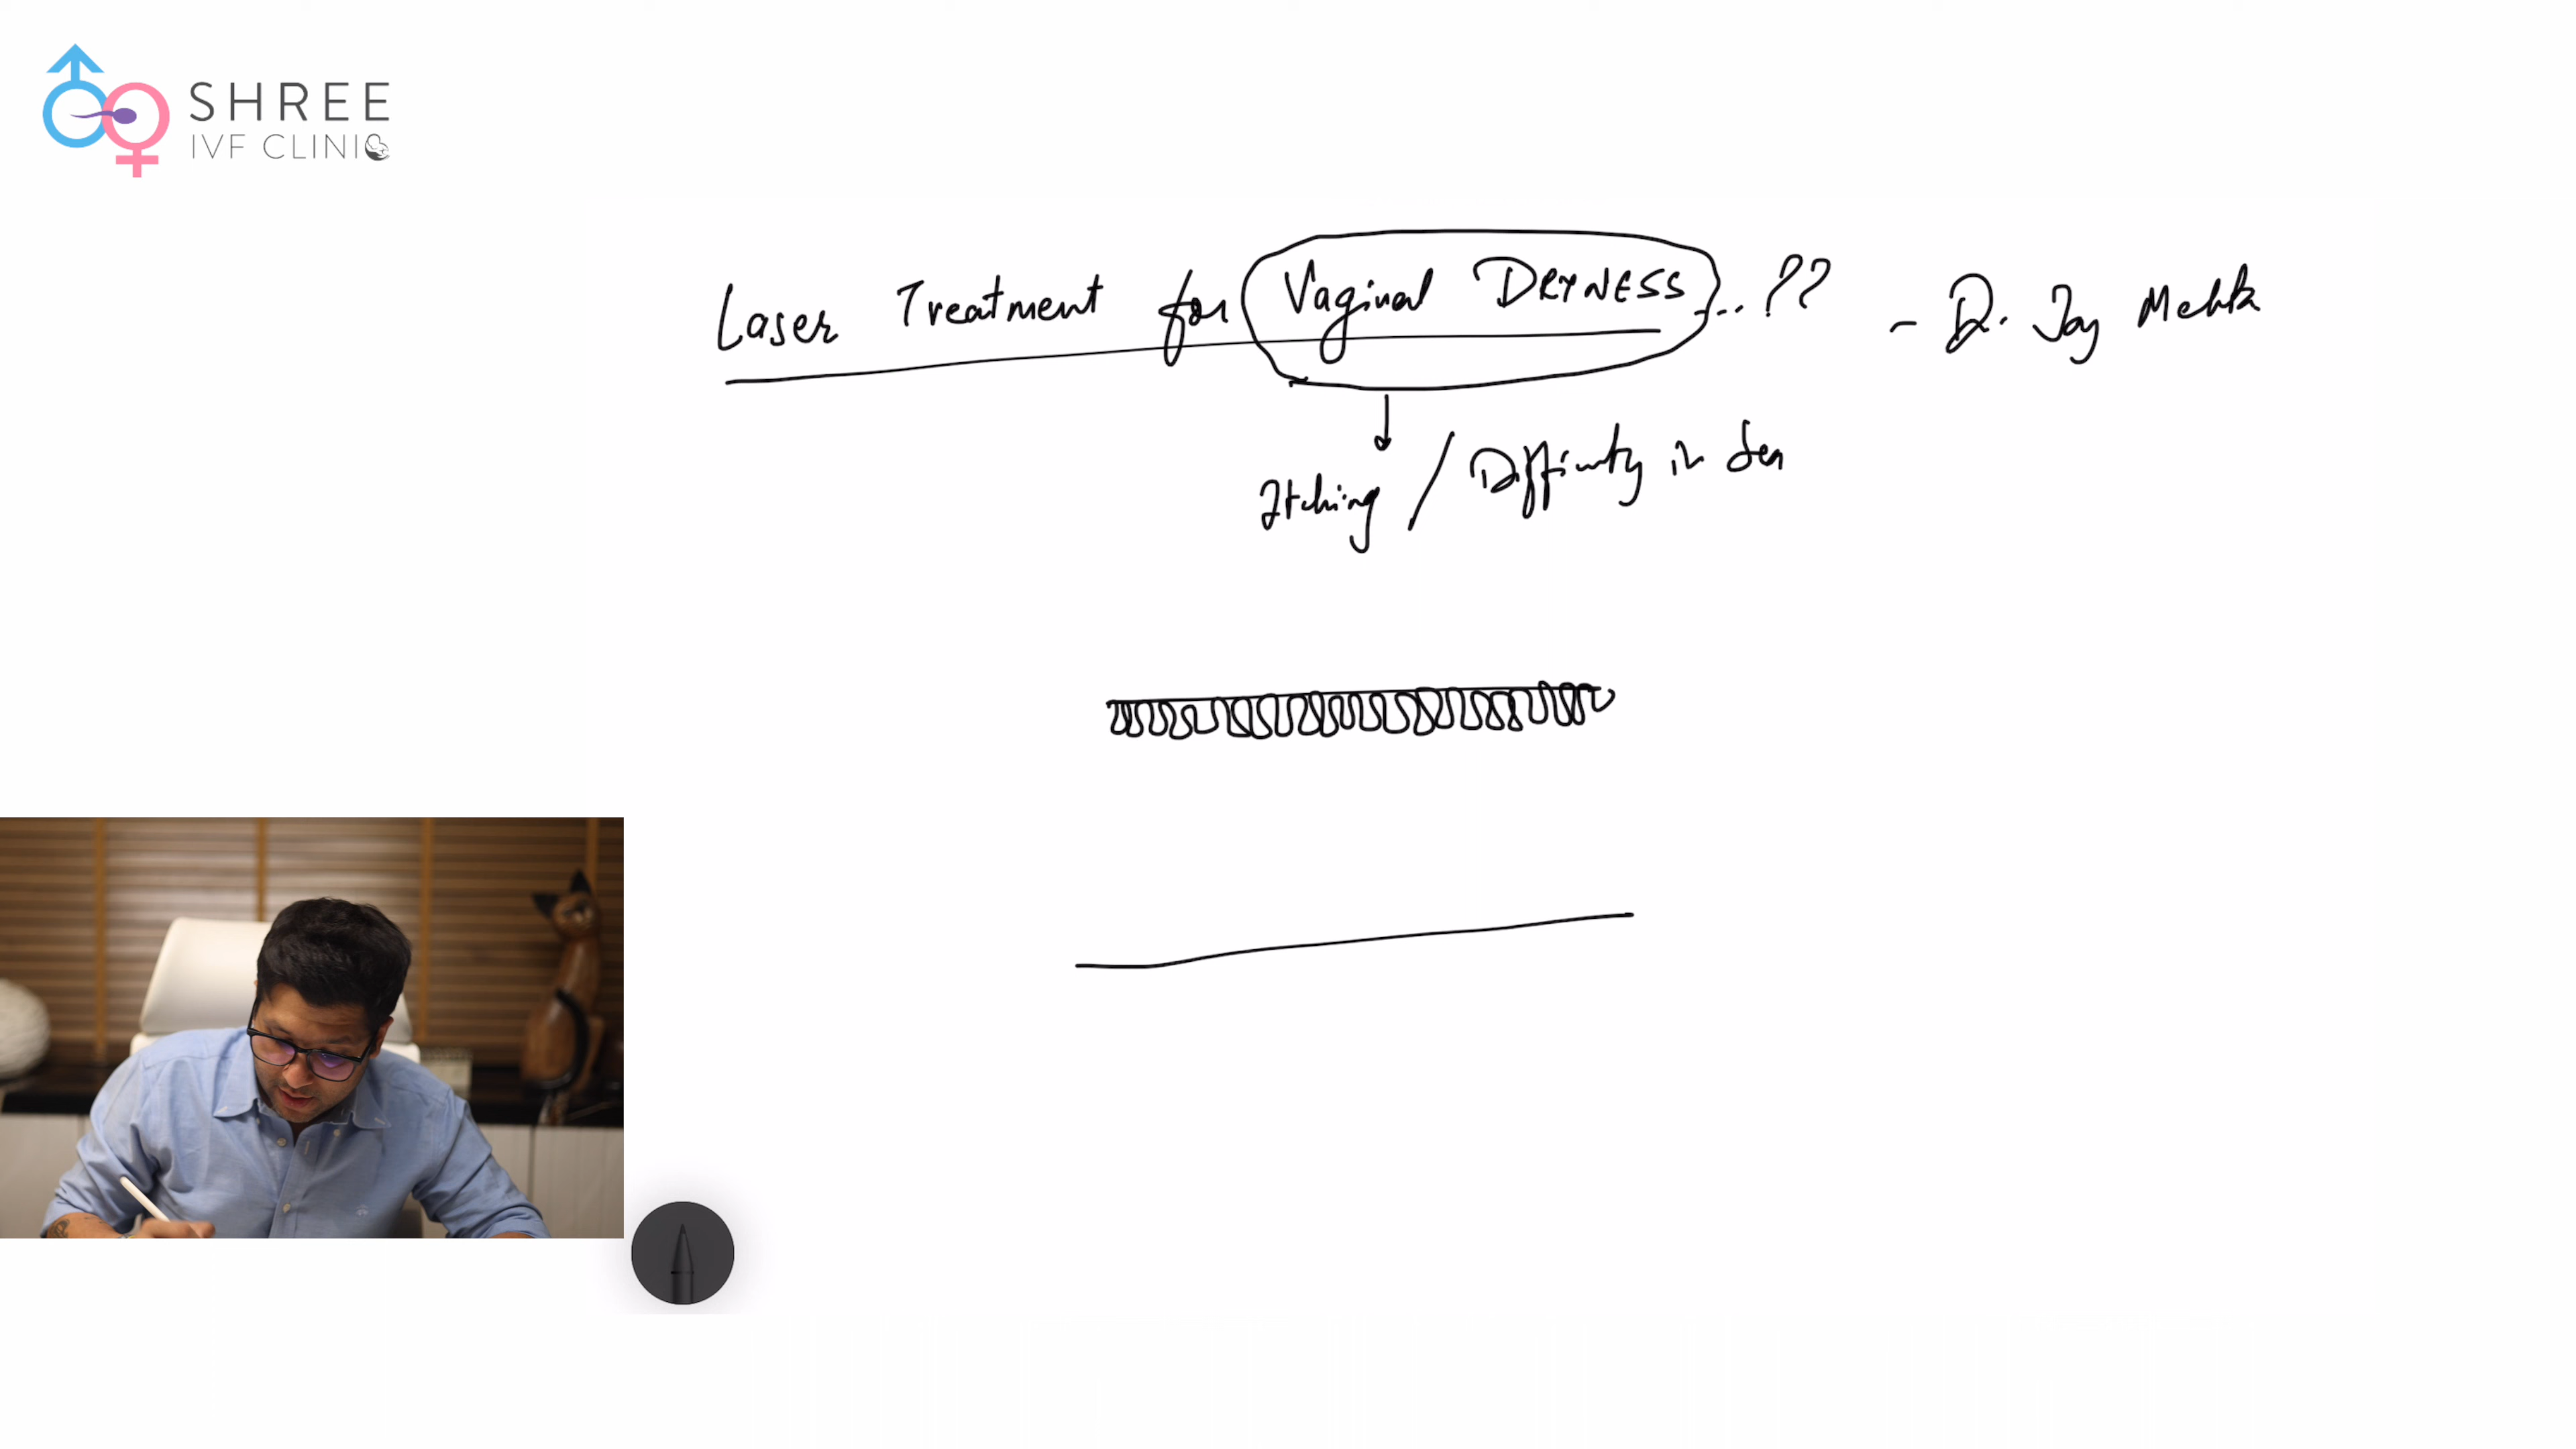 SHREE
IVF CLINIC
Laser Treatment for Vaginal DRYNESS...?? - Dr. Jay Mehta
Itching / Difficulty in Sex